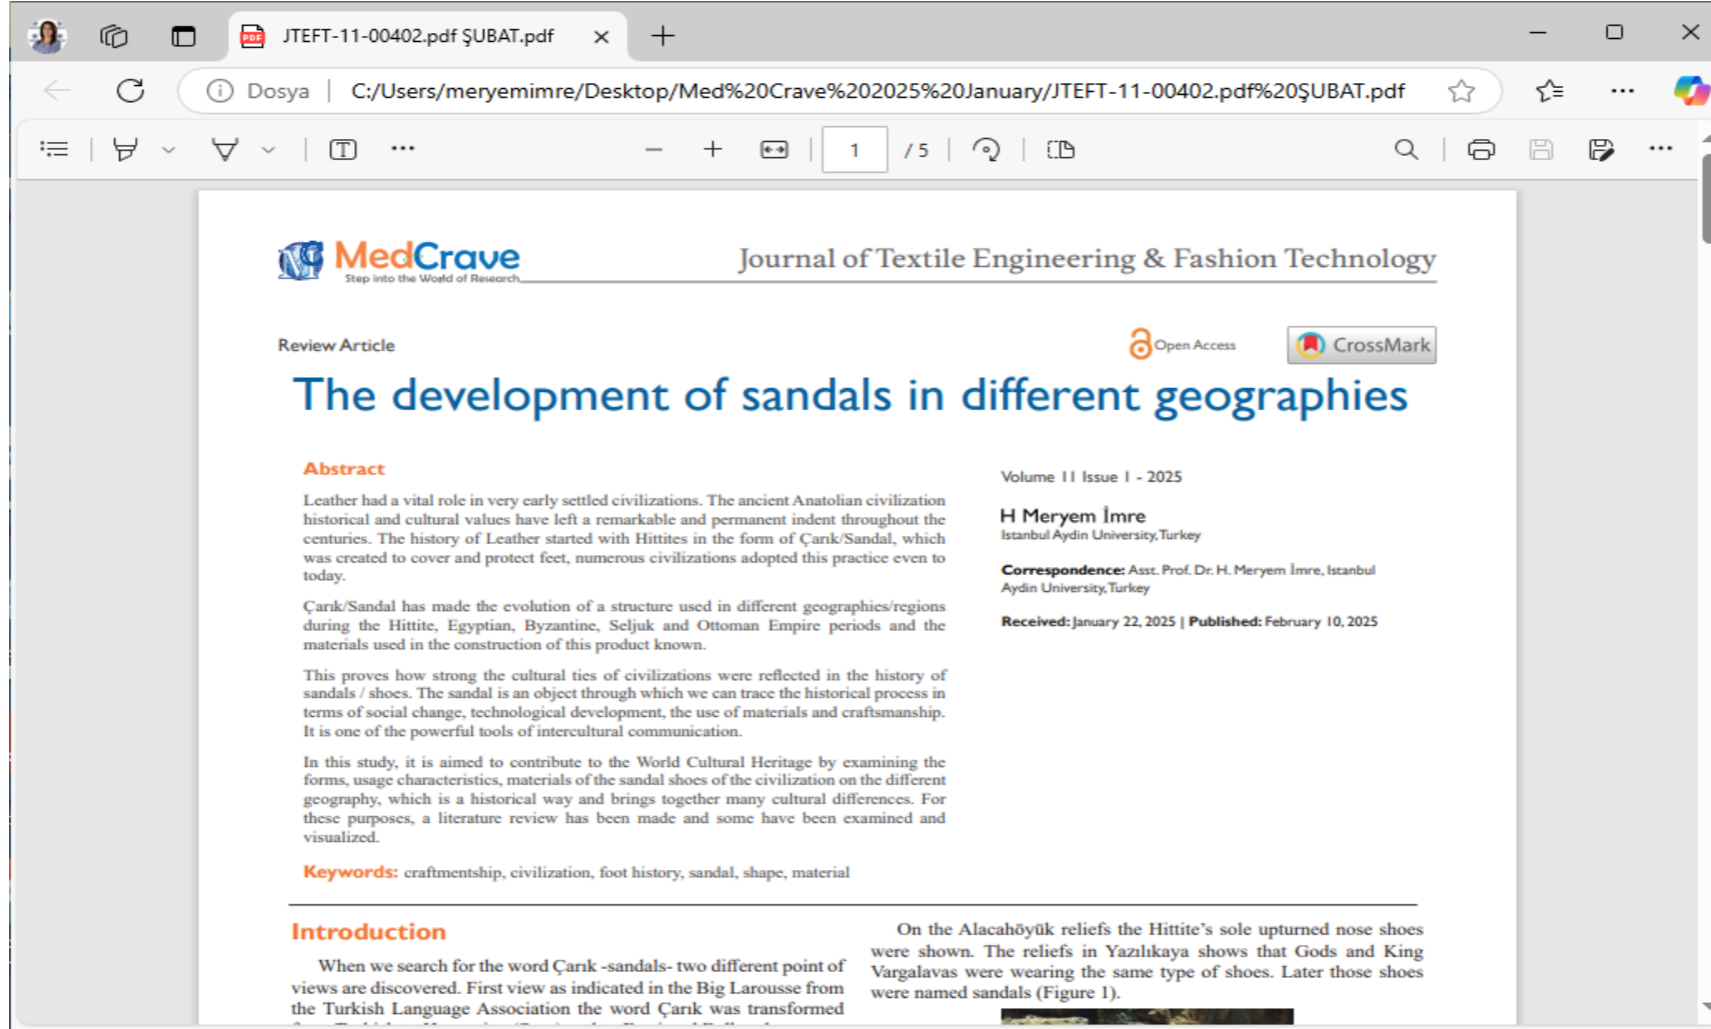 JTEFT-11-00402.pdf ŞUBAT.pdf
Dosya
C:/Users/meryemimre/Desktop/Med%20Crave%202025%20January/JTEFT-11-00402.pdf%20ŞUBAT.pdf
1 / 5
MedCrave
Step into the World of Research
Journal of Textile Engineering & Fashion Technology
Review Article
Open Access
CrossMark
The development of sandals in different geographies
Abstract
Leather had a vital role in very early settled civilizations. The ancient Anatolian civilization
historical and cultural values have left a remarkable and permanent indent throughout the
centuries. The history of Leather started with Hittites in the form of Çarık/Sandal, which
was created to cover and protect feet, numerous civilizations adopted this practice even to
today.
Çarık/Sandal has made the evolution of a structure used in different geographies/regions
during the Hittite, Egyptian, Byzantine, Seljuk and Ottoman Empire periods and the
materials used in the construction of this product known.
This proves how strong the cultural ties of civilizations were reflected in the history of
sandals / shoes. The sandal is an object through which we can trace the historical process in
terms of social change, technological development, the use of materials and craftsmanship.
It is one of the powerful tools of intercultural communication.
In this study, it is aimed to contribute to the World Cultural Heritage by examining the
forms, usage characteristics, materials of the sandal shoes of the civilization on the different
geography, which is a historical way and brings together many cultural differences. For
these purposes, a literature review has been made and some have been examined and
visualized.
Keywords: craftmentship, civilization, foot history, sandal, shape, material
Volume 11 Issue 1 - 2025
H Meryem İmre
Istanbul Aydin University, Turkey
Correspondence: Asst. Prof. Dr. H. Meryem İmre, Istanbul
Aydin University, Turkey
Received: January 22, 2025 | Published: February 10, 2025
Introduction
When we search for the word Çarık -sandals- two different point of
views are discovered. First view as indicated in the Big Larousse from
the Turkish Language Association the word Çarık was transformed
On the Alacahöyük reliefs the Hittite's sole upturned nose shoes
were shown. The reliefs in Yazılıkaya shows that Gods and King
Vargalavas were wearing the same type of shoes. Later those shoes
were named sandals (Figure 1).